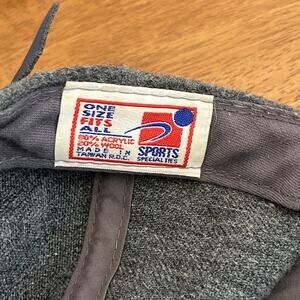 ONE
SIZE
FITS
ALL
80% ACRYLIC
20% WOOL
MADE IN
TAIWAN R.O.C.
SPORTS
SPECIALTIES